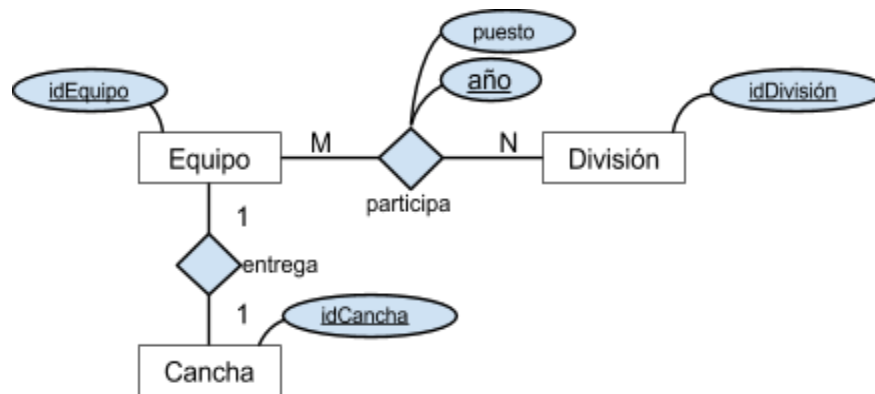 puesto
año
idEquipo
idDivisión
Equipo
M
N
División
participa
1
entrega
1
idCancha
Cancha